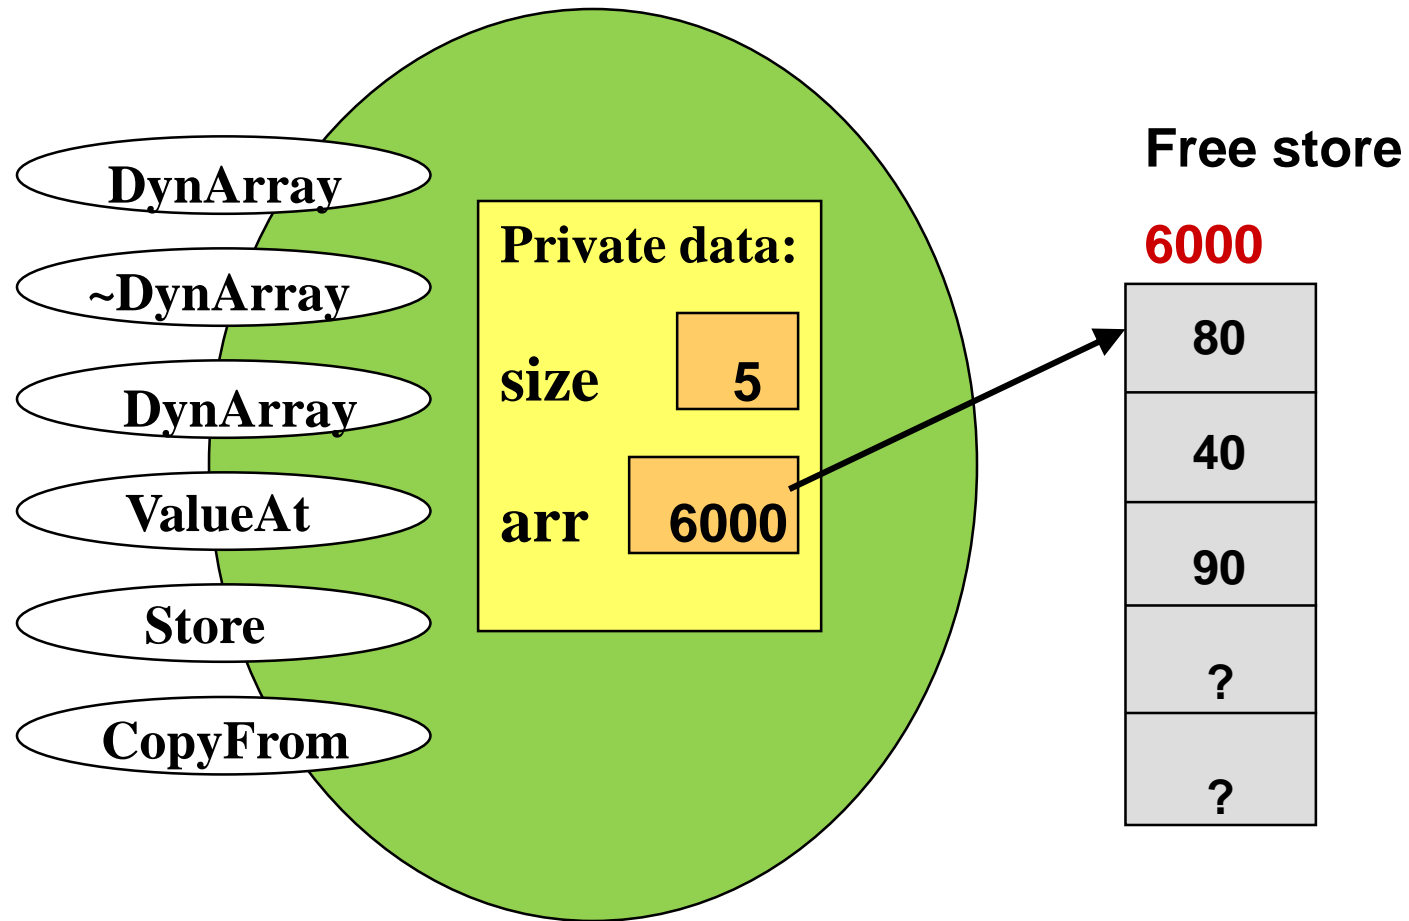 DynArray
~DynArray
DynArray
ValueAt
Store
CopyFrom
Private data:
size 5
arr 6000
Free store
6000
80
40
90
?
?